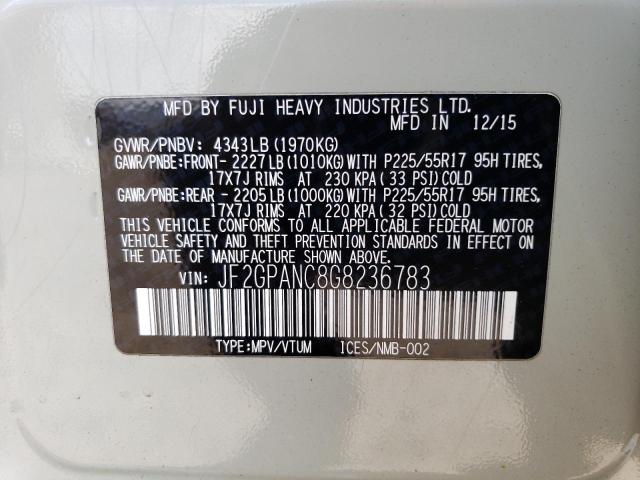 MFD BY FUJI HEAVY INDUSTRIES LTD.
MFD IN 12/15
GVWR/PNBV: 4343LB(1970KG)
GAWR/PNBE:FRONT- 2227LB(1010KG)WITH P225/55R17 95H TIRES,
17X7J RIMS AT 230 KPA(33 PSI)COLD
GAWR/PNBE:REAR - 2205LB(1000KG)WITH P225/55R17 95H TIRES,
17X7J RIMS AT 220 KPA(32 PSI)COLD
THIS VEHICLE CONFORMS TO ALL APPLICABLE FEDERAL MOTOR
VEHICLE SAFETY AND THEFT PREVENTION STANDARDS IN EFFECT ON
THE DATE OF MANUFACTURE SHOWN ABOVE.
VIN: JF2GPANC8G8236783
TYPE:MPV/VTUM ICES/NMB-002